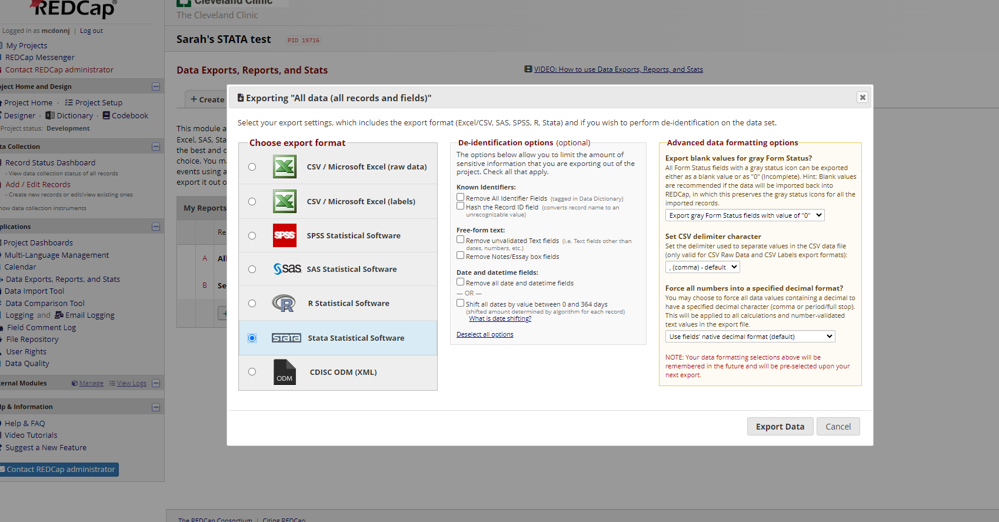 REDCap®
Cleveland Clinic
The Cleveland Clinic
Logged in as mcdonnj | Log out
My Projects
REDCap Messenger
Contact REDCap administrator
Project Home and Design
Project Home · Project Setup
Designer · Dictionary · Codebook
Project status: Development
Data Collection
Record Status Dashboard
- View data collection status of all records
Add / Edit Records
- Create new records or edit/view existing ones
Show data collection instruments
Applications
Project Dashboards
Multi-Language Management
Calendar
Data Exports, Reports, and Stats
Data Import Tool
Data Comparison Tool
Logging and Email Logging
Field Comment Log
File Repository
User Rights
Data Quality
External Modules Manage View Logs
Help & Information
Help & FAQ
Video Tutorials
Suggest a New Feature
Contact REDCap administrator
Sarah's STATA test PID 19716
Data Exports, Reports, and Stats
VIDEO: How to use Data Exports, Reports, and Stats
+ Create
This module a
Excel, SAS, Sta
the best and c
choice. You m
events using a
export it out o
My Reports
Re
A All
B Se
+
Exporting "All data (all records and fields)"
Select your export settings, which includes the export format (Excel/CSV, SAS, SPSS, R, Stata) and if you wish to perform de-identification on the data set.
Choose export format
CSV / Microsoft Excel (raw data)
CSV / Microsoft Excel (labels)
SPSS SPSS Statistical Software
sas SAS Statistical Software
R R Statistical Software
STATA Stata Statistical Software
ODM CDISC ODM (XML)
De-identification options (optional)
The options below allow you to limit the amount of
sensitive information that you are exporting out of the
project. Check all that apply.
Known Identifiers:
Remove All Identifier Fields (tagged in Data Dictionary)
Hash the Record ID field (converts record name to an
unrecognizable value)
Free-form text:
Remove unvalidated Text fields (i.e. Text fields other than
dates, numbers, etc.)
Remove Notes/Essay box fields
Date and datetime fields:
Remove all date and datetime fields
— OR —
Shift all dates by value between 0 and 364 days
(shifted amount determined by algorithm for each record)
What is date shifting?
Deselect all options
Advanced data formatting options
Export blank values for gray Form Status?
All Form Status fields with a gray status icon can be exported
either as a blank value or as "0" (Incomplete). Hint: Blank values
are recommended if the data will be imported back into
REDCap, in which this preserves the gray status icons for all the
imported records.
Export gray Form Status fields with value of "0"
Set CSV delimiter character
Set the delimiter used to separate values in the CSV data file
(only valid for CSV Raw Data and CSV Labels export formats):
, (comma) - default
Force all numbers into a specified decimal format?
You may choose to force all data values containing a decimal to
have a specified decimal character (comma or period/full stop).
This will be applied to all calculations and number-validated
text values in the export file.
Use fields' native decimal format (default)
NOTE: Your data formatting selections above will be
remembered in the future and will be pre-selected upon your
next export.
Export Data Cancel
The REDCap Consortium | Citing REDCap